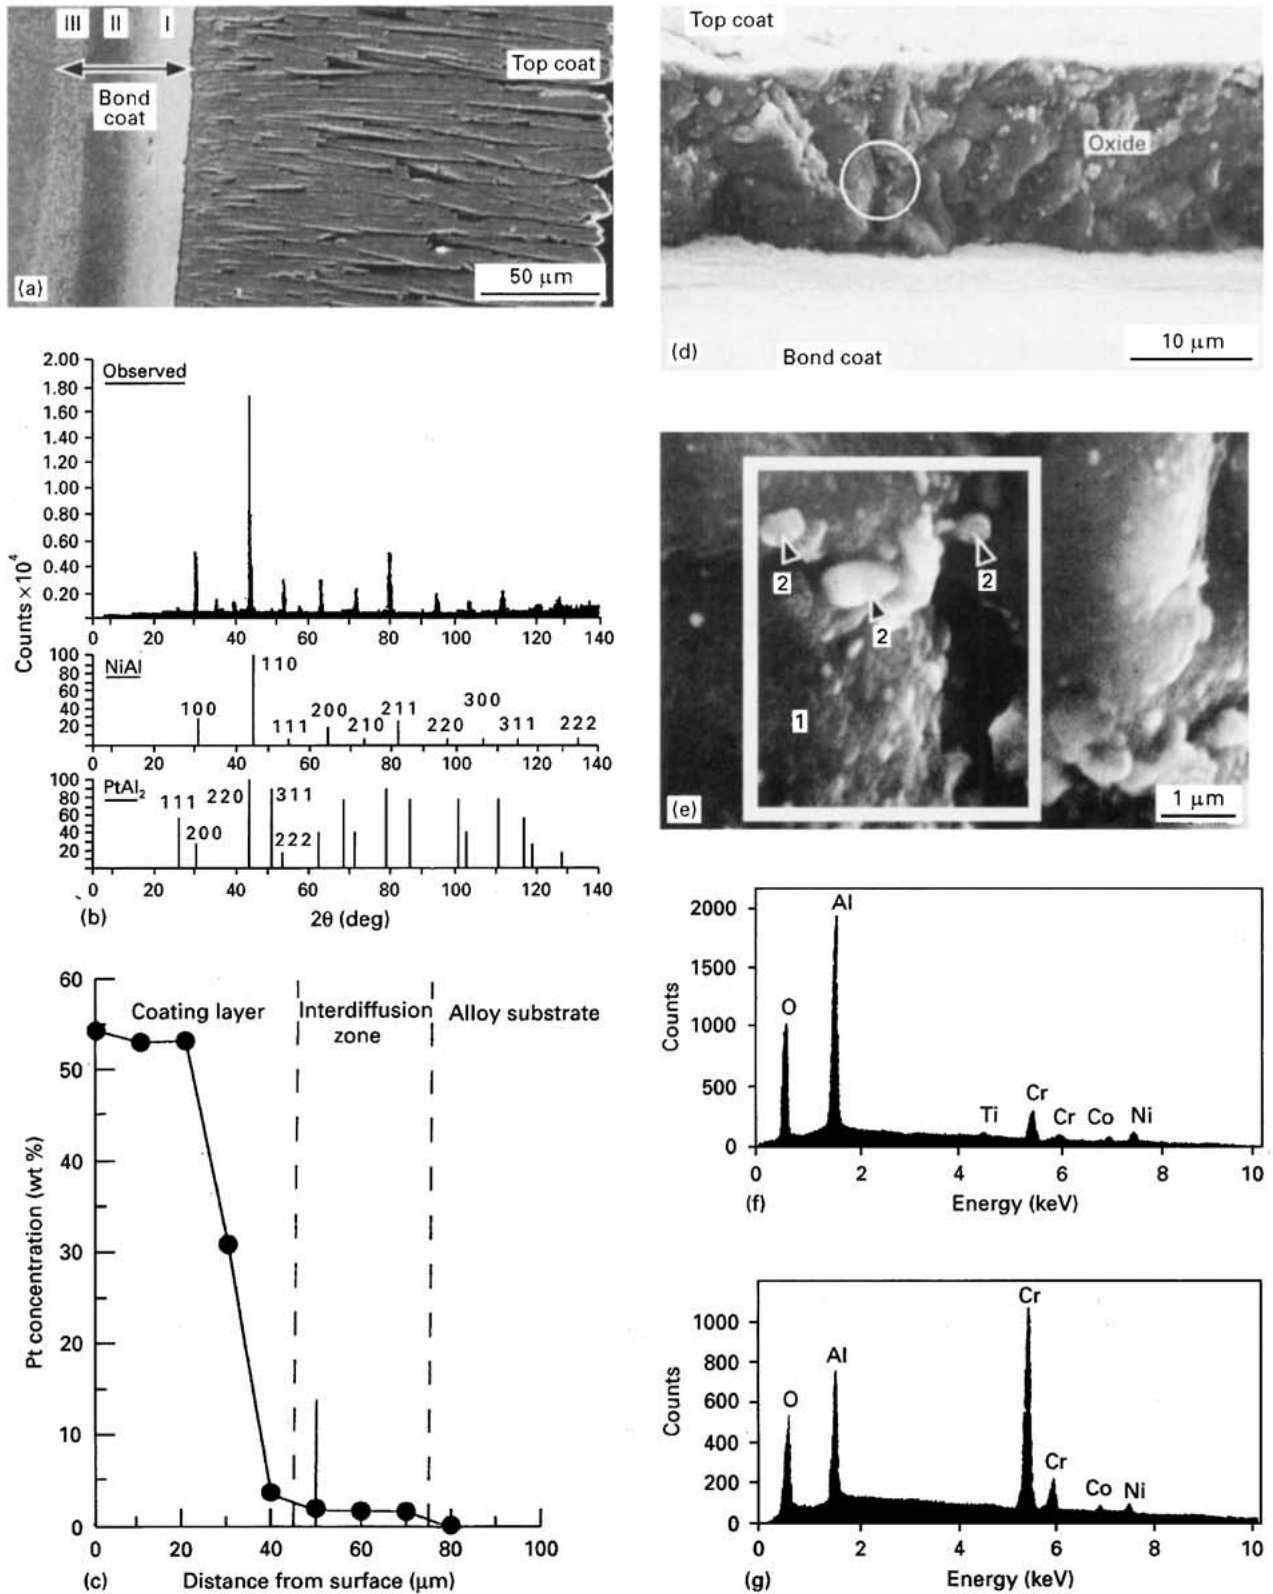 III II I
Top coat
Bond
coat
50 μm
(a)
2.00
Observed
1.80
1.60
1.40
1.20
1.00
0.80
0.60
0.40
0.20
0 20 40 60 80 100 120 140
Counts × 10⁴
100
NiAl
80
60
40
20
100 110 111 200 210 211 220 300 311 222
0 20 40 60 80 100 120 140
100
PtAl₂
80
60
40
20
111 200 220 311 222
0 20 40 60 80 100 120 140
(b)
2θ (deg)
60
50
40
30
20
10
0
Pt concentration (wt %)
Coating layer
Interdiffusion
zone
Alloy substrate
0 20 40 60 80 100
(c)
Distance from surface (μm)
Top coat
Oxide
10 μm
(d)
Bond coat
2 2
2
1
1 μm
(e)
2000
1500
1000
500
0
Counts
O Al Ti Cr Cr Co Ni
0 2 4 6 8 10
(f)
Energy (keV)
1000
800
600
400
200
0
Counts
O Al Cr Cr Co Ni
0 2 4 6 8 10
(g)
Energy (keV)